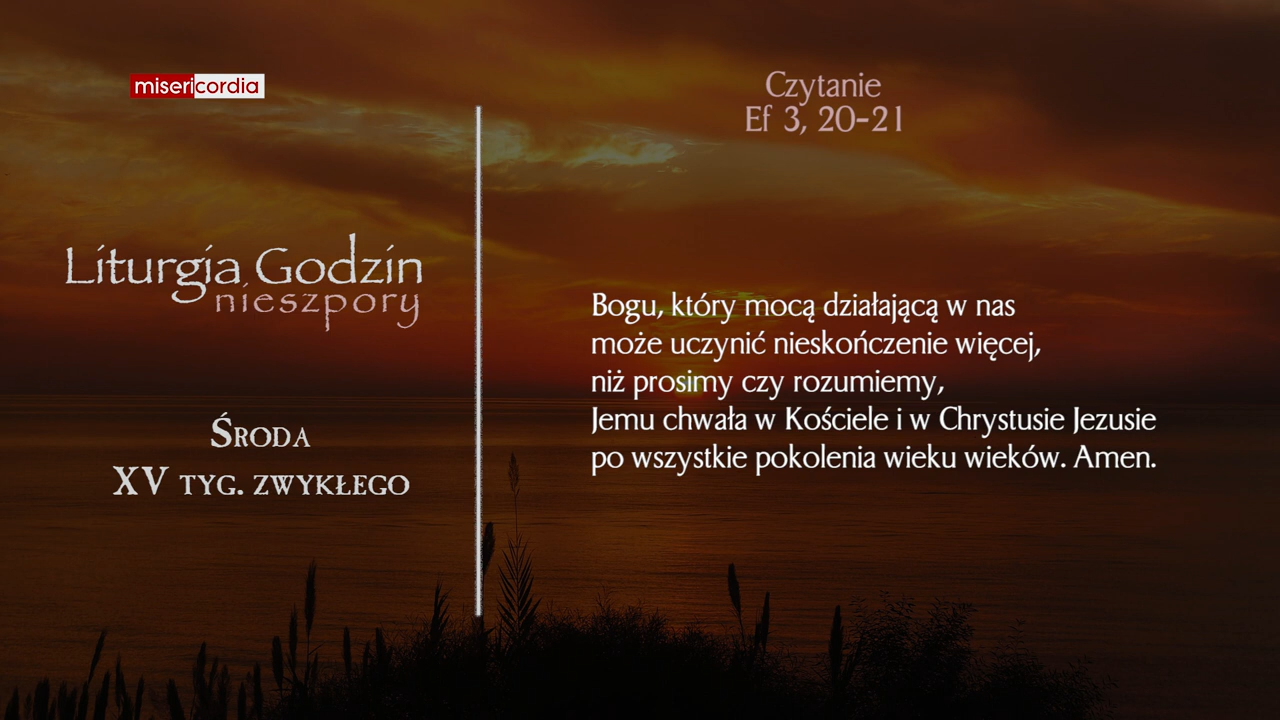 misericordia
Liturgia Godzin
nieszpory
Środa
XV tyg. zwykłego
Czytanie
Ef 3, 20-21
Bogu, który mocą działającą w nas
może uczynić nieskończenie więcej,
niż prosimy czy rozumiemy,
Jemu chwała w Kościele i w Chrystusie Jezusie
po wszystkie pokolenia wieku wieków. Amen.